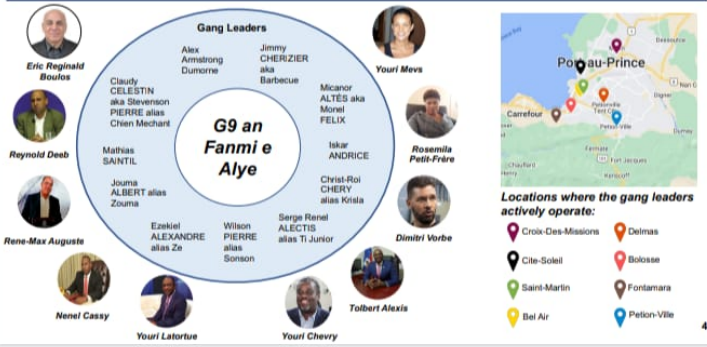 Gang Leaders
Eric Reginald
Boulos
Reynold Deeb
Rene-Max Auguste
Nenel Cassy
Youri Latortue
Youri Chevry
Tolbert Alexis
Dimitri Vorbe
Rosemila
Petit-Frère
Youri Mevs
Alex
Armstrong
Dumorne
Jimmy
CHERIZIER
aka
Barbecue
Claudy
CELESTIN
aka Stevenson
PIERRE alias
Chien Mechant
Micanor
ALTÈS aka
Monel
FELIX
Mathias
SAINTIL
Iskar
ANDRICE
Jouma
ALBERT alias
Zouma
Christ-Roi
CHERY
alias Krisla
Ezekiel
ALEXANDRE
alias Ze
Wilson
PIERRE
alias
Sonson
Serge Renel
ALECTIS
alias Ti Junior
G9 an
Fanmi e
Alye
Port-au-Prince
Carrefour
Petion-Ville
Fort Jacques
Kenscoff
Locations where the gang leaders
actively operate:
Croix-Des-Missions
Delmas
Cite-Soleil
Bolosse
Saint-Martin
Fontamara
Bel Air
Petion-Ville
4